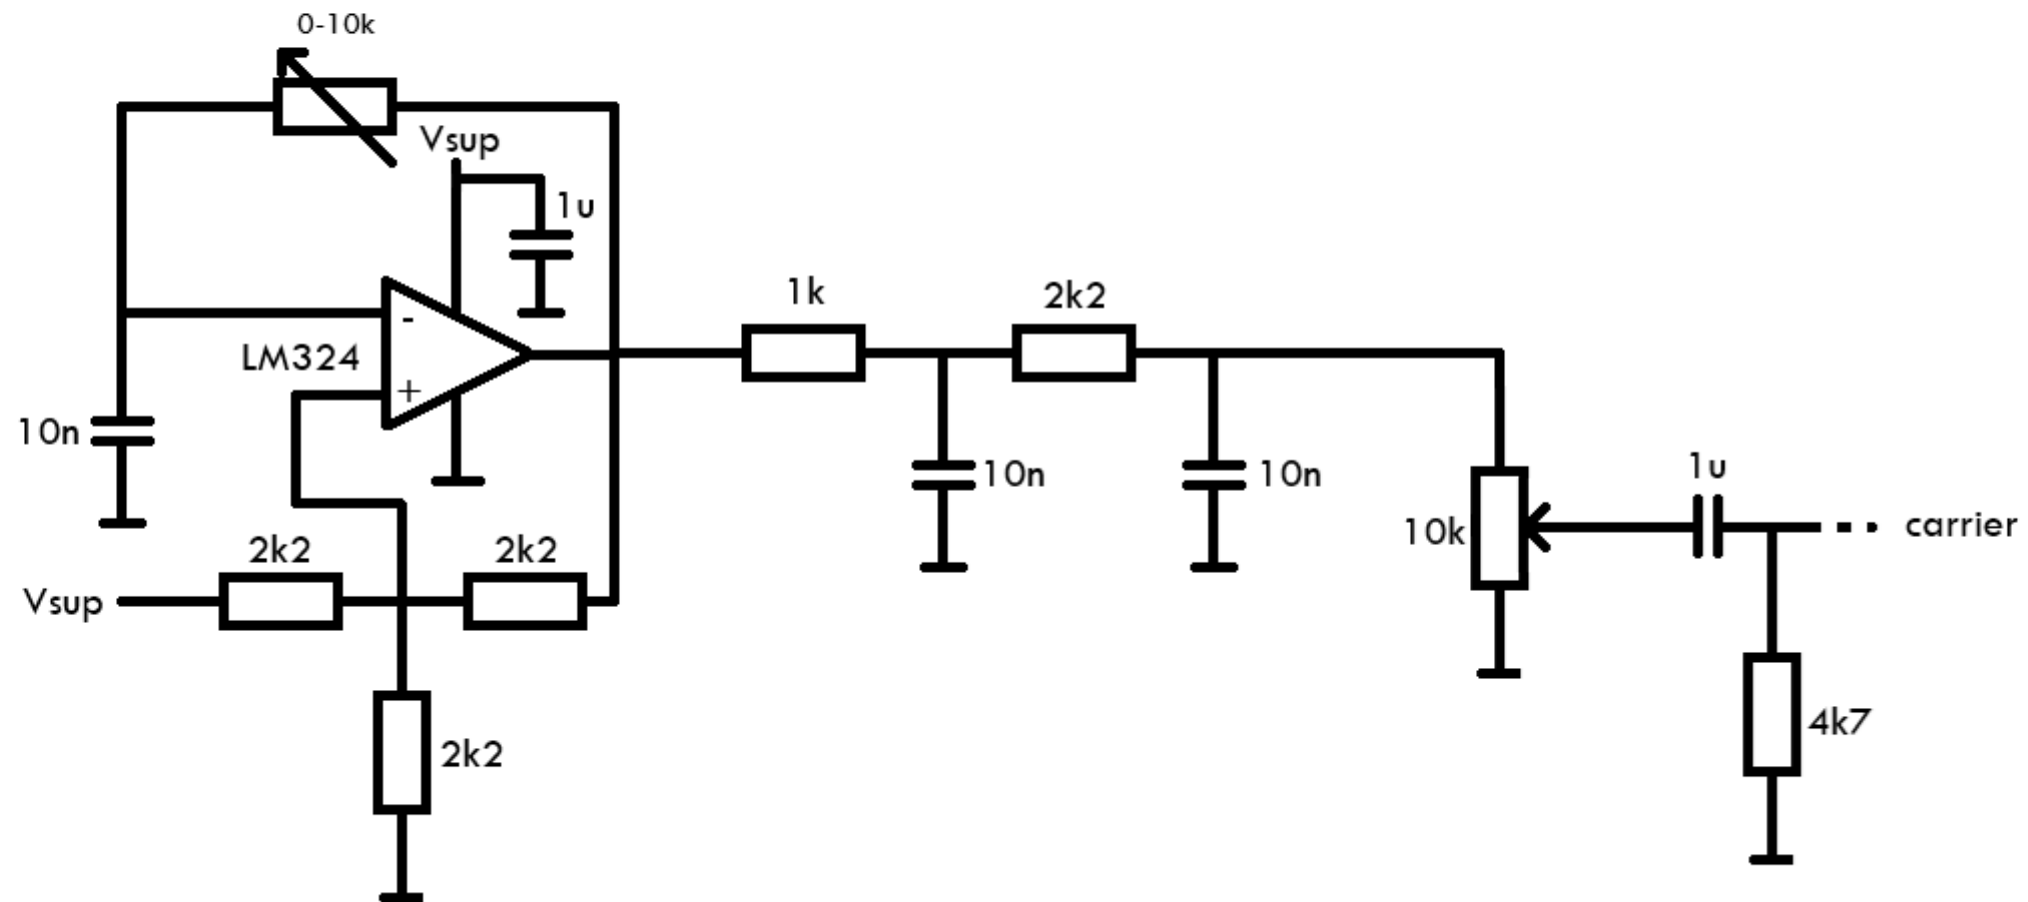 0-10k
Vsup
1u
-
LM324
+
10n
1k
2k2
10n
10n
10k
1u
carrier
4k7
2k2
2k2
Vsup
2k2